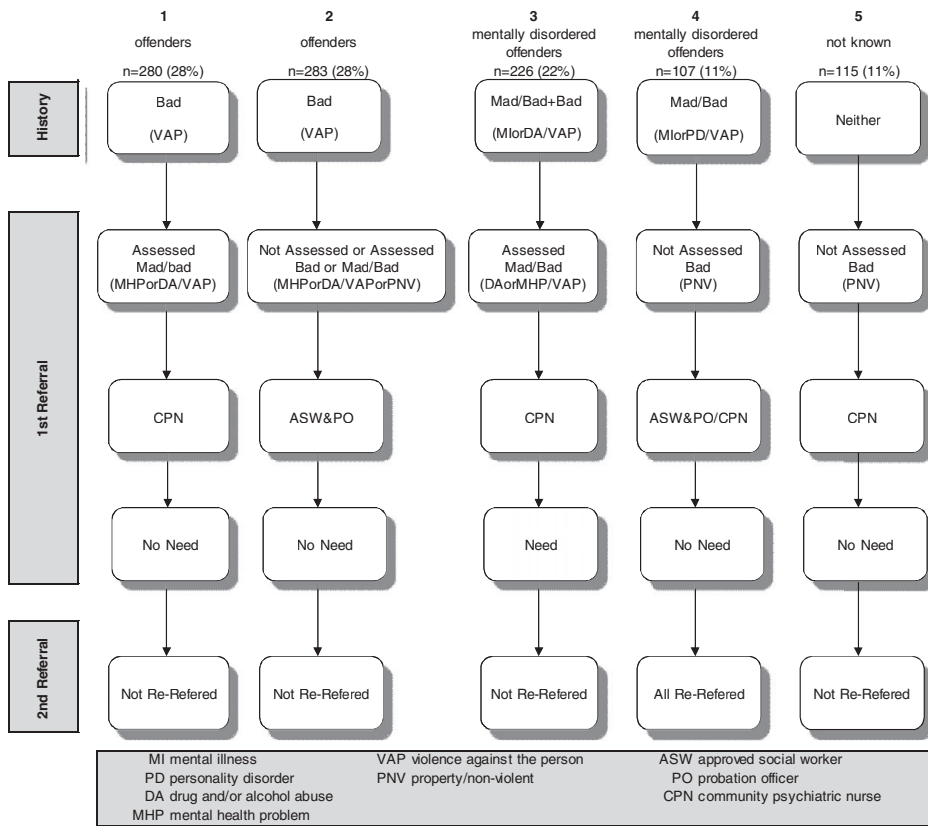 1 2 3 4 5
offenders offenders mentally disordered offenders mentally disordered offenders not known
n=280 (28%) n=283 (28%) n=226 (22%) n=107 (11%) n=115 (11%)
History
Bad
(VAP)
Bad
(VAP)
Mad/Bad+Bad
(MIorDA/VAP)
Mad/Bad
(MIorPD/VAP)
Neither
1st Referral
Assessed
Mad/bad
(MHPorDA/VAP)
Not Assessed or Assessed
Bad or Mad/Bad
(MHPorDA/VAPorPNV)
Assessed
Mad/Bad
(DAorMHP/VAP)
Not Assessed
Bad
(PNV)
Not Assessed
Bad
(PNV)
CPN
ASW&PO
CPN
ASW&PO/CPN
CPN
No Need
No Need
Need
No Need
No Need
2nd Referral
Not Re-Refered
Not Re-Refered
Not Re-Refered
All Re-Refered
Not Re-Refered
MI mental illness
PD personality disorder
DA drug and/or alcohol abuse
MHP mental health problem
VAP violence against the person
PNV property/non-violent
ASW approved social worker
PO probation officer
CPN community psychiatric nurse